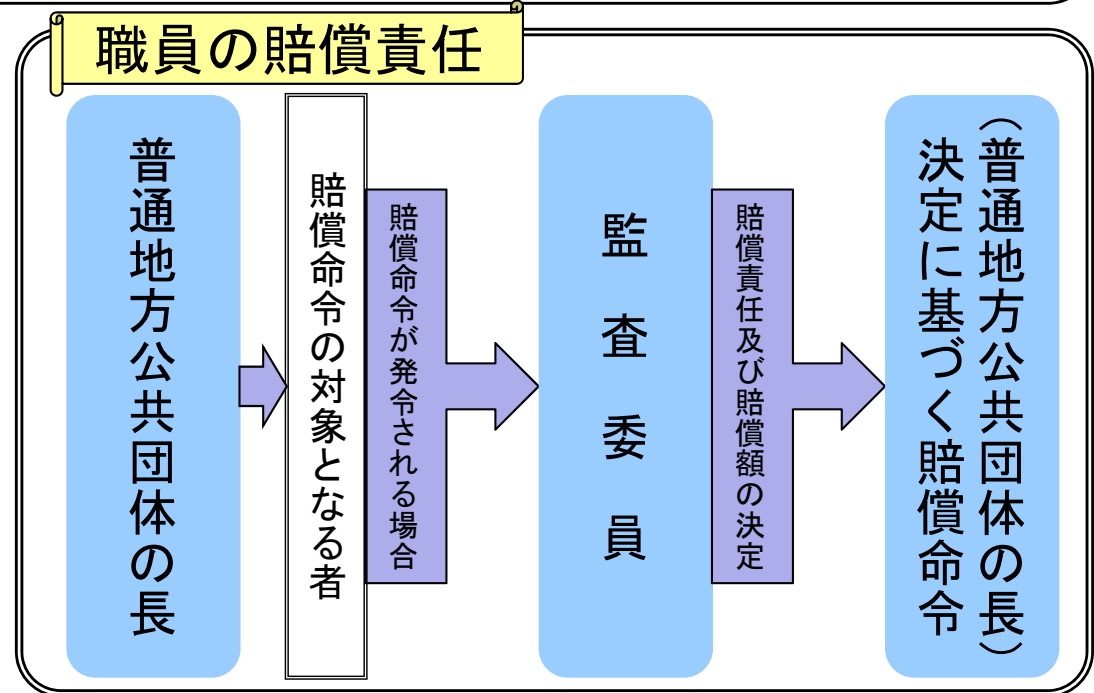 職員の賠償責任
普通地方公共団体の長
賠償命令の対象となる者
賠償命令が発令される場合
監査委員
賠償責任及び賠償額の決定
（普通地方公共団体の長）
決定に基づく賠償命令